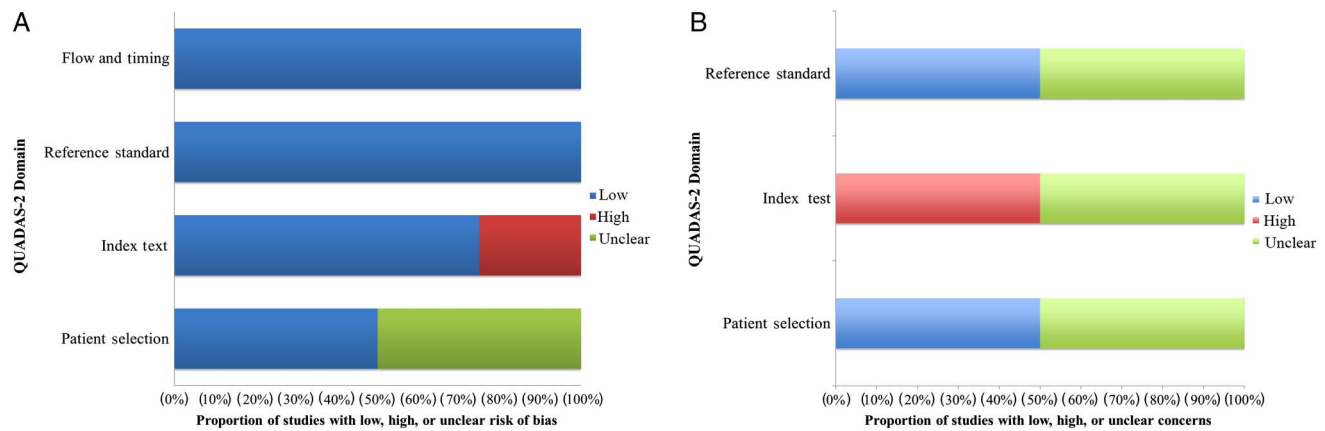 A
QUADAS-2 Domain
Flow and timing
Reference standard
Index text
Patient selection
Low
High
Unclear
(0%) (10%) (20%) (30%) (40%) (50%) (60%) (70%) (80%) (90%) (100%)
Proportion of studies with low, high, or unclear risk of bias
B
QUADAS-2 Domain
Reference standard
Index test
Patient selection
Low
High
Unclear
(0%) (10%) (20%) (30%) (40%) (50%) (60%) (70%) (80%) (90%) (100%)
Proportion of studies with low, high, or unclear concerns